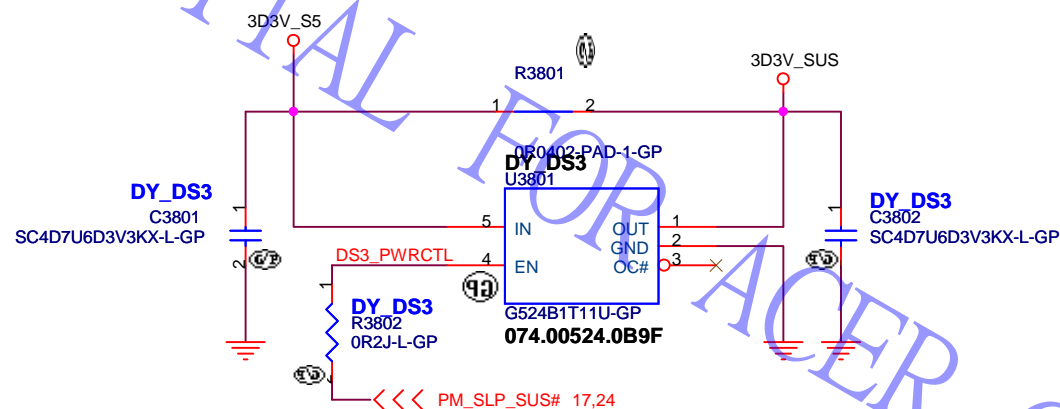 3D3V_S5
3D3V_SUS
R3801
1
2
0R0402-PAD-1-GP
DY_DS3
U3801
DY_DS3
C3801
SC4D7U6D3V3KX-L-GP
1
2
5
IN
OUT
1
GND
2
DS3_PWRCTL
4
EN
OC#
3
DY_DS3
C3802
SC4D7U6D3V3KX-L-GP
1
GP
G524B1T11U-GP
074.00524.0B9F
1
DY_DS3
R3802
0R2J-L-GP
PM_SLP_SUS# 17,24
FOR ACER